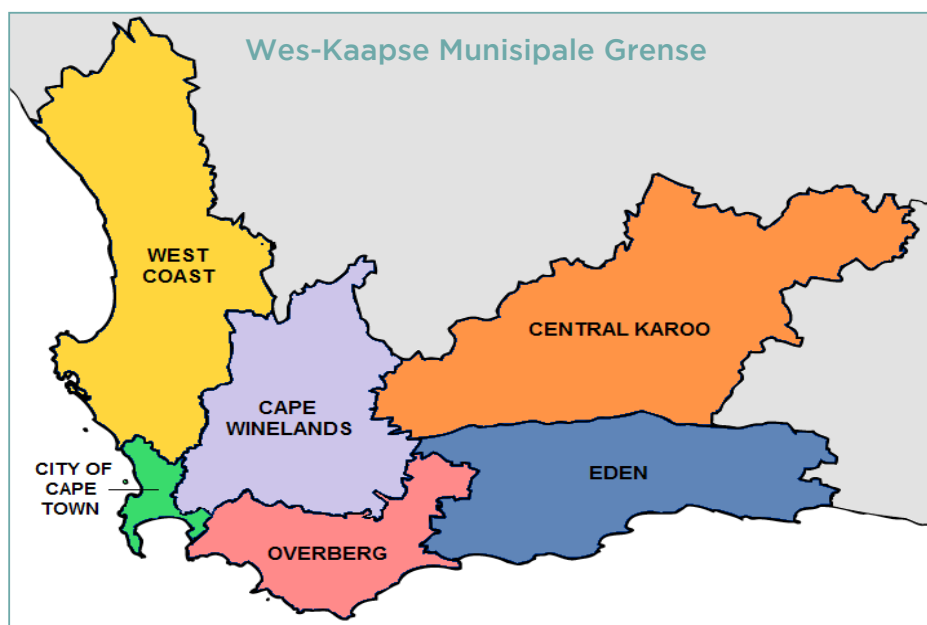 Wes-Kaapse Munisipale Grense
WEST
COAST
CENTRAL KAROO
CAPE
WINELANDS
CITY OF
CAPE
TOWN
EDEN
OVERBERG